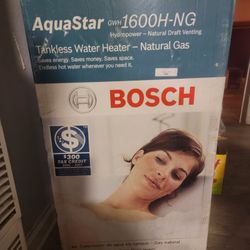 AquaStar GWH 1600H-NG
Hydropower – Natural Draft Venting
Tankless Water Heater – Natural Gas
Saves energy. Saves money. Saves space.
Endless hot water whenever you need it.
BOSCH
$300
TAX CREDIT